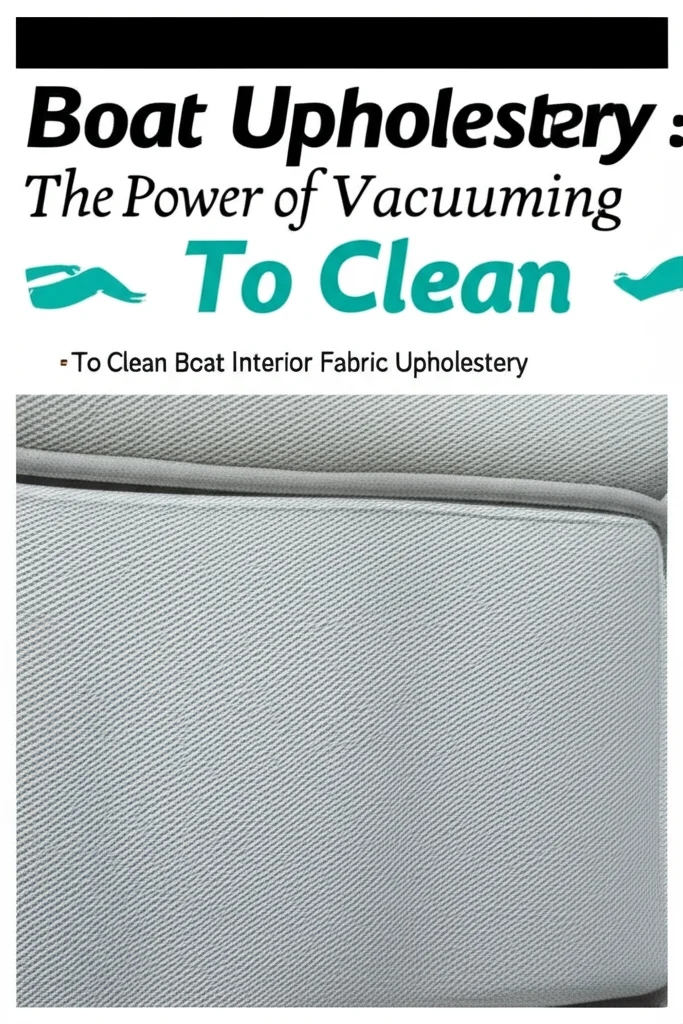 Boat Upholestery :
The Power of Vacuuming
To Clean
-To Clean Bcat Interior Fabric Upholestery